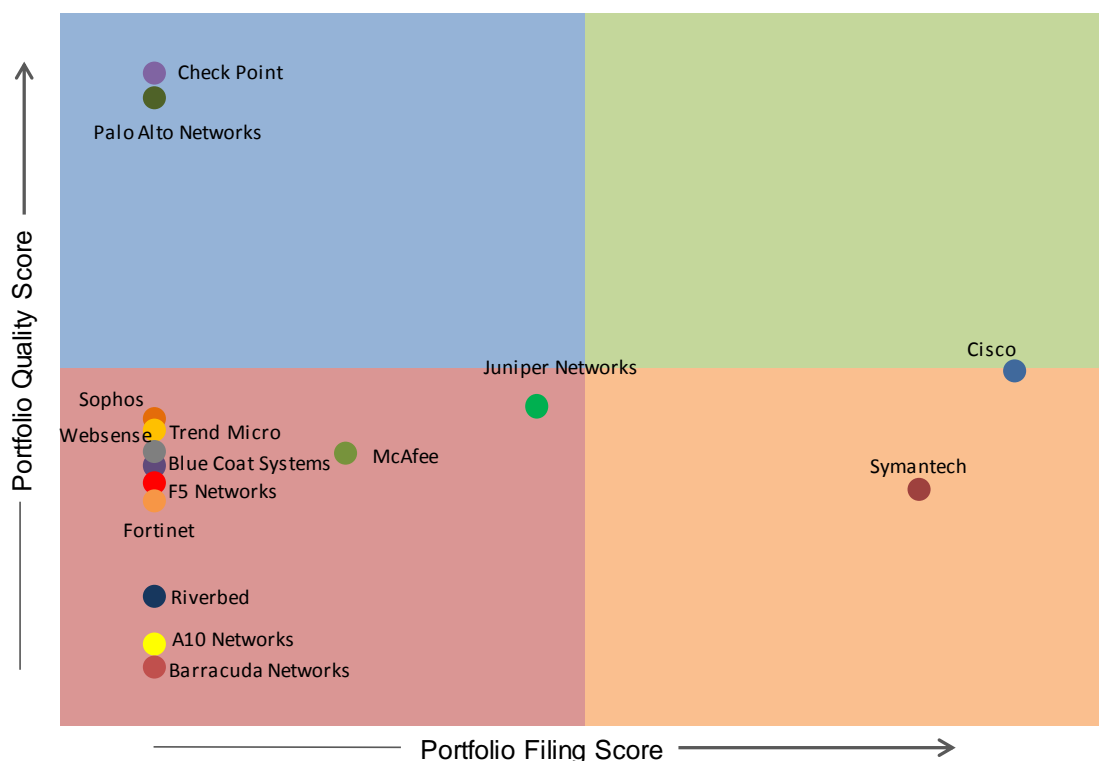 Check Point
Palo Alto Networks
Portfolio Quality Score
Cisco
Juniper Networks
Sophos
Websense
Trend Micro
McAfee
Blue Coat Systems
Symantech
F5 Networks
Fortinet
Riverbed
A10 Networks
Barracuda Networks
Portfolio Filing Score